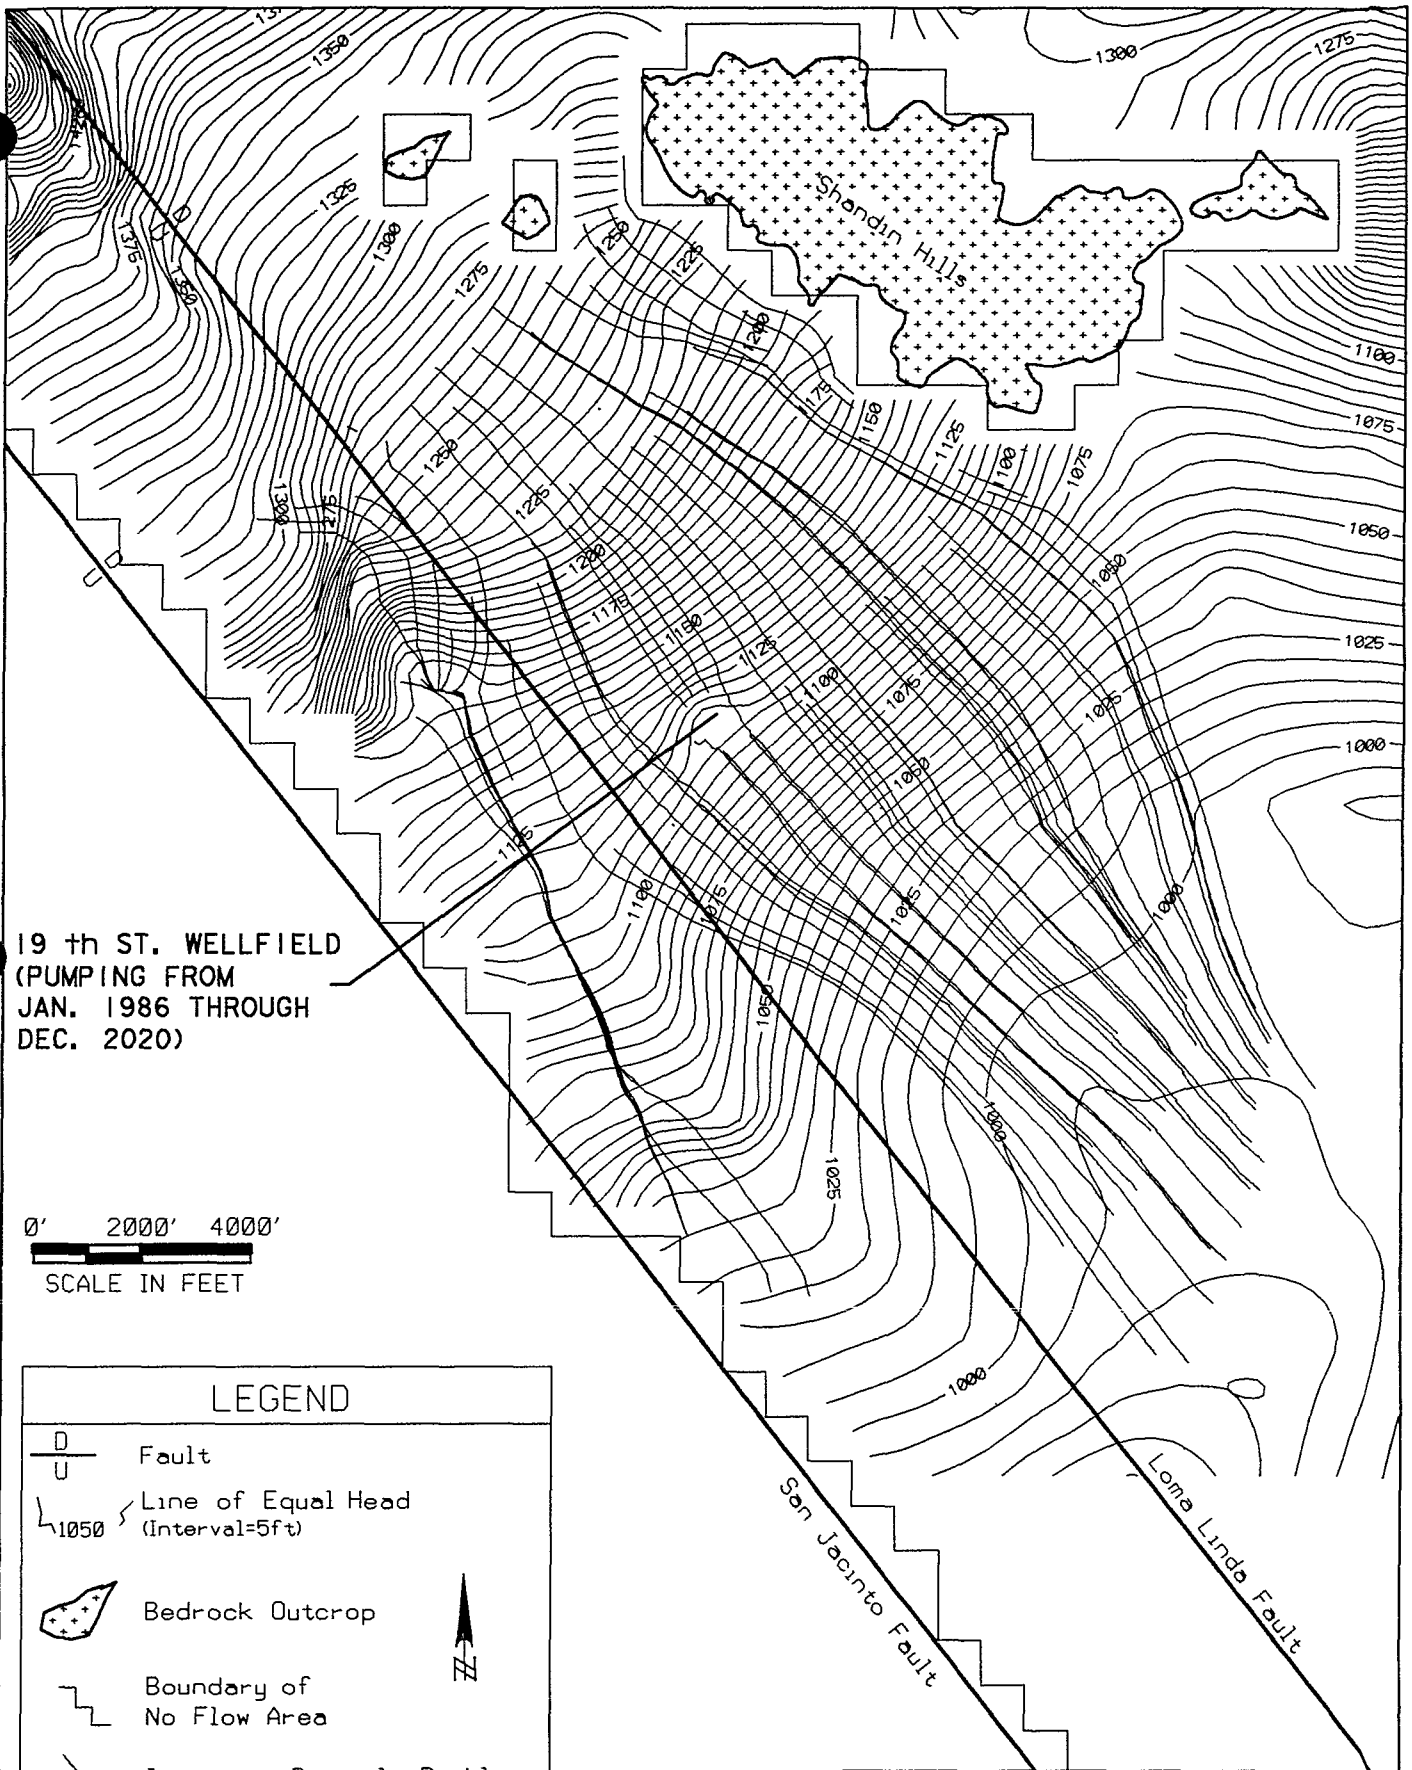 1350
1300
1275
1325
1300
1275
1250
1225
1375
1350
D
U
Shandin Hills
1200
1175
1150
1125
1100
1075
1100
1075
1050
1025
1000
1250
1225
1200
1175
1150
1125
1100
1075
1050
1050
1025
1300
1275
D
U
1125
1100
1075
1025
1000
1050
1000
1025
1000
19 th ST. WELLFIELD
(PUMPING FROM
JAN. 1986 THROUGH
DEC. 2020)
0' 2000' 4000'
SCALE IN FEET
San Jacinto Fault
Loma Linda Fault
LEGEND
D
U
Fault
1050
Line of Equal Head
(Interval=5ft)
Bedrock Outcrop
N
Boundary of
No Flow Area